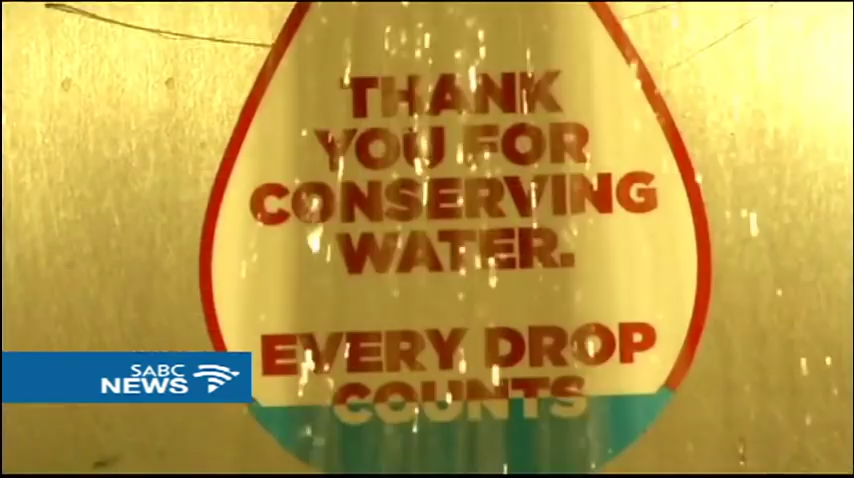 THANK
YOU FOR
CONSERVING
WATER.
EVERY DROP
COUNTS
SABC
NEWS